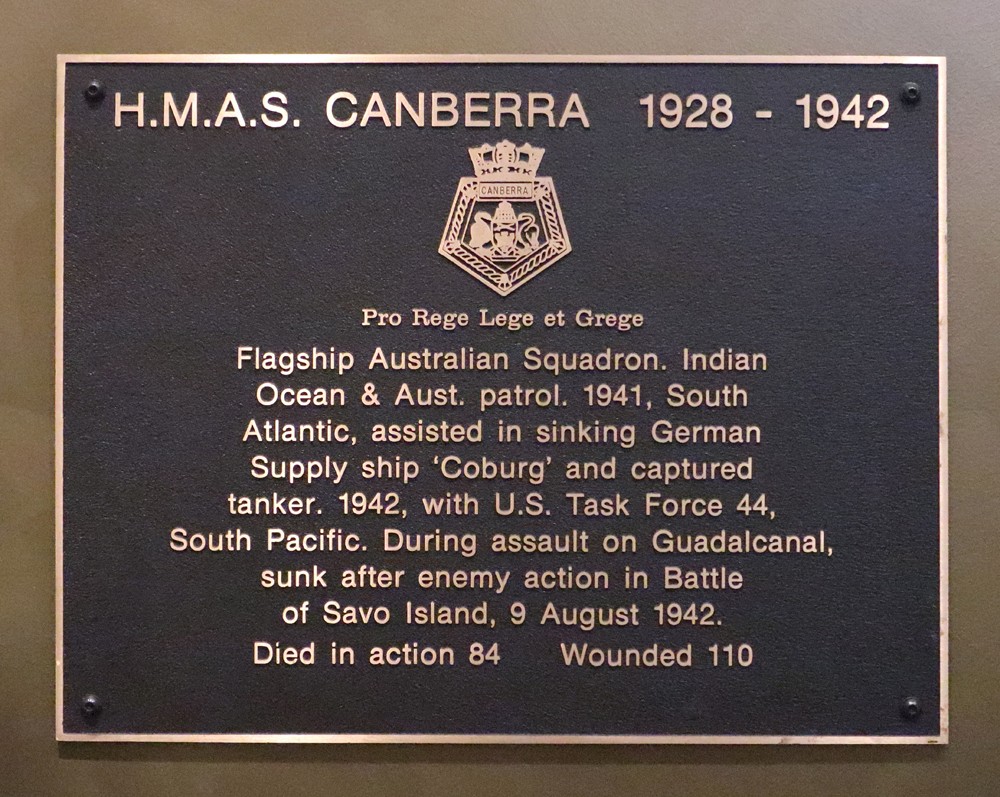 H.M.A.S. CANBERRA 1928 - 1942
CANBERRA
Pro Rege Lege et Grege
Flagship Australian Squadron. Indian
Ocean & Aust. patrol. 1941, South
Atlantic, assisted in sinking German
Supply ship ‘Coburg’ and captured
tanker. 1942, with U.S. Task Force 44,
South Pacific. During assault on Guadalcanal,
sunk after enemy action in Battle
of Savo Island, 9 August 1942.
Died in action 84 Wounded 110